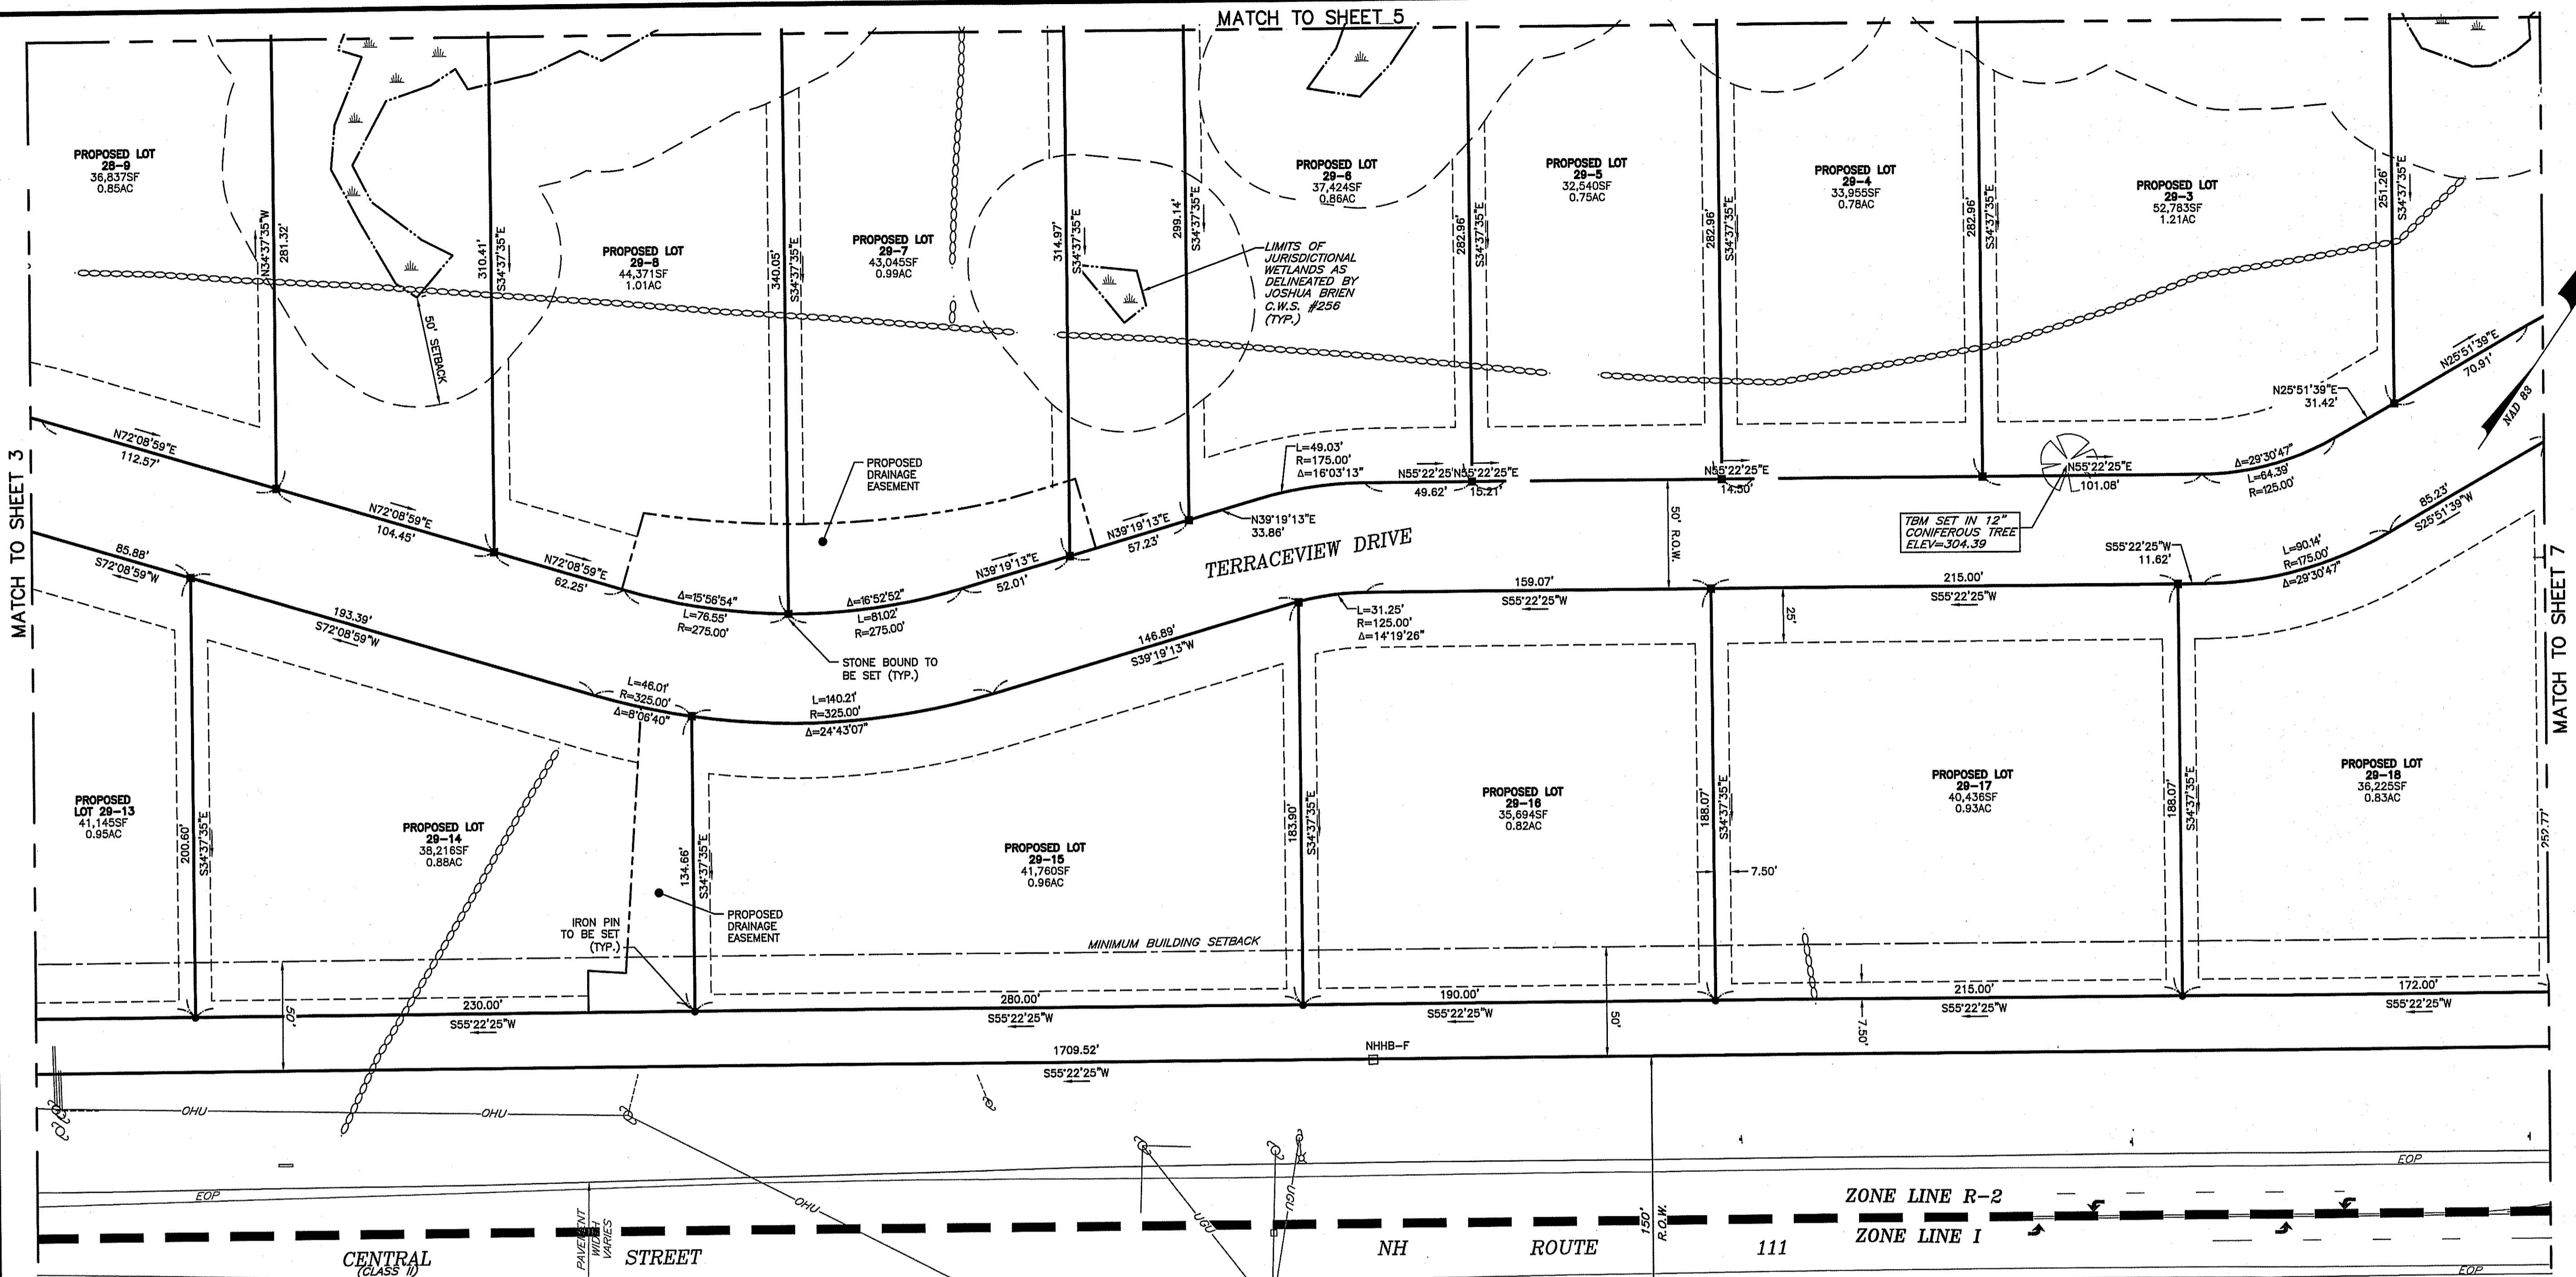 MATCH TO SHEET 5
PROPOSED LOT
28-9
36,837SF
0.85AC
N34°37'35"W
281.32'
310.41'
S34°37'35"E
50' SETBACK
PROPOSED LOT
29-8
44,371SF
1.01AC
340.05'
S34°37'35"E
PROPOSED LOT
29-7
43,045SF
0.99AC
314.97'
S34°37'35"E
299.14'
S34°37'35"E
LIMITS OF
JURISDICTIONAL
WETLANDS AS
DELINEATED BY
JOSHUA BRIEN
C.W.S. #256
(TYP.)
PROPOSED LOT
29-6
37,424SF
0.86AC
282.96'
S34°37'35"E
PROPOSED LOT
29-5
32,540SF
0.75AC
282.96'
S34°37'35"E
PROPOSED LOT
29-4
33,955SF
0.78AC
282.96'
S34°37'35"E
PROPOSED LOT
29-3
52,783SF
1.21AC
251.26'
S34°37'35"E
N25°51'39"E
70.91'
N25°51'39"E
31.42'
NAD 83
MATCH TO SHEET 3
N72°08'59"E
112.57'
N72°08'59"E
104.45'
N72°08'59"E
62.25'
PROPOSED
DRAINAGE
EASEMENT
Δ=15°56'54"
L=76.55'
R=275.00'
Δ=16°52'52"
L=81.02'
R=275.00'
N39°19'13"E
52.01'
N39°19'13"E
57.23'
N39°19'13"E
33.86'
L=49.03'
R=175.00'
Δ=16°03'13"
N55°22'25"
49.62'
N55°22'25"E
15.21'
N55°22'25"E
14.50'
N55°22'25"E
101.08'
Δ=29°30'47"
L=64.39'
R=125.00'
TBM SET IN 12"
CONIFEROUS TREE
ELEV=304.39
TERRACEVIEW DRIVE
50' R.O.W.
STONE BOUND TO
BE SET (TYP.)
85.88'
S72°08'59"W
193.39'
S72°08'59"W
L=46.01'
R=325.00'
Δ=8°06'40"
L=140.21'
R=325.00'
Δ=24°43'07"
146.89'
S39°19'13"W
L=31.25'
R=125.00'
Δ=14°19'26"
159.07'
S55°22'25"W
25'
215.00'
S55°22'25"W
S55°22'25"W
11.62'
L=90.14'
R=175.00'
Δ=29°30'47"
85.23'
S25°51'39"W
MATCH TO SHEET 7
PROPOSED
LOT 29-13
41,145SF
0.95AC
200.60'
S34°37'35"E
PROPOSED LOT
29-14
38,216SF
0.88AC
134.66'
S34°37'35"E
PROPOSED
DRAINAGE
EASEMENT
IRON PIN
TO BE SET
(TYP.)
PROPOSED LOT
29-15
41,760SF
0.96AC
183.90'
S34°37'35"E
PROPOSED LOT
29-16
35,694SF
0.82AC
188.07'
S34°37'35"E
7.50'
PROPOSED LOT
29-17
40,436SF
0.93AC
188.07'
S34°37'35"E
PROPOSED LOT
29-18
36,225SF
0.83AC
252.77'
MINIMUM BUILDING SETBACK
50'
230.00'
S55°22'25"W
280.00'
S55°22'25"W
190.00'
S55°22'25"W
50'
215.00'
S55°22'25"W
7.50'
172.00'
S55°22'25"W
1709.52'
S55°22'25"W
NHHB-F
OHU
OHU
OHU
UGU
UGU
EOP
EOP
EOP
PAVEMENT
WIDTH
VARIES
150'
R.O.W.
ZONE LINE R-2
ZONE LINE I
CENTRAL STREET NH ROUTE 111
(CLASS II)